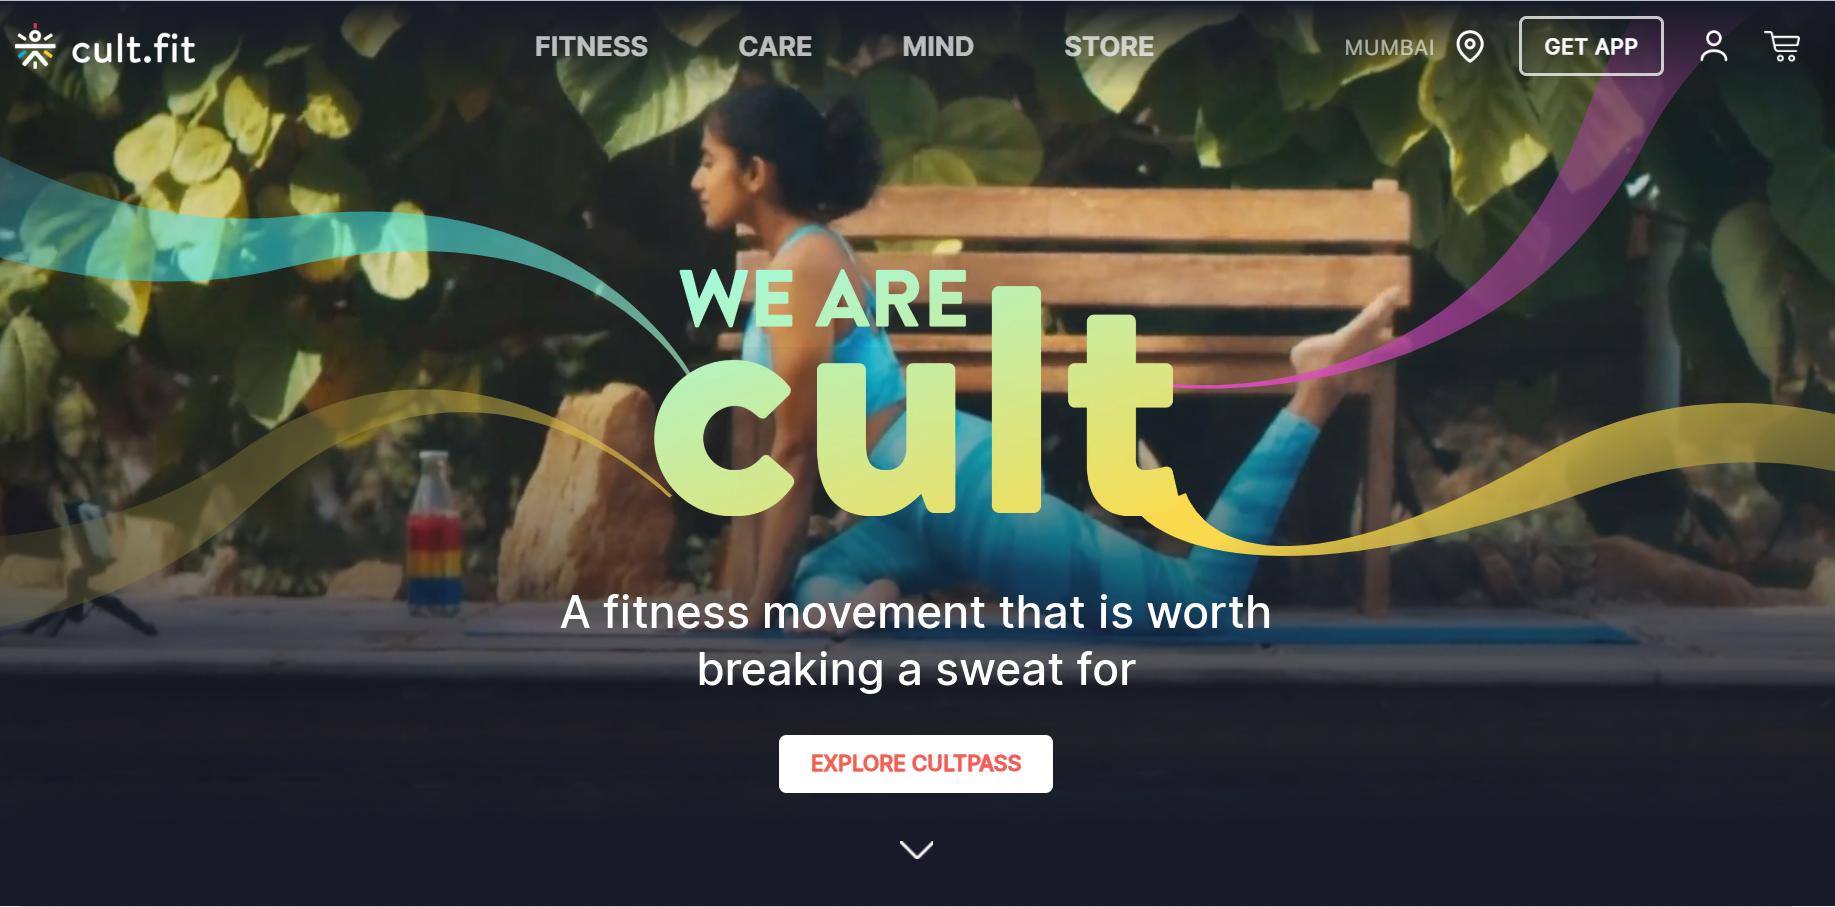 cult.fit
FITNESS CARE MIND STORE
MUMBAI GET APP
WE ARE
cult
A fitness movement that is worth
breaking a sweat for
EXPLORE CULTPASS